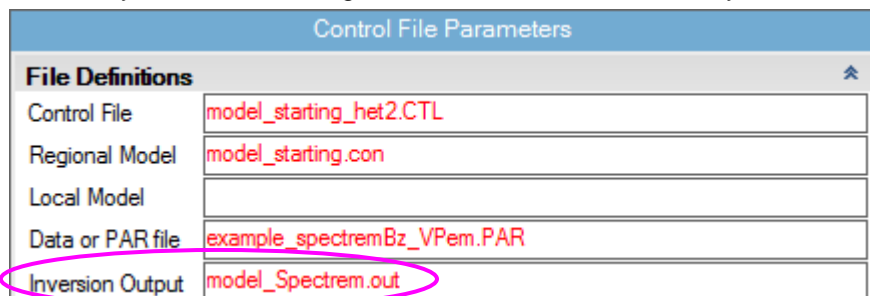 Control File Parameters
File Definitions
Control File model_starting_het2.CTL
Regional Model model_starting.con
Local Model
Data or PAR file example_spectremBz_VPem.PAR
Inversion Output model_Spectrem.out